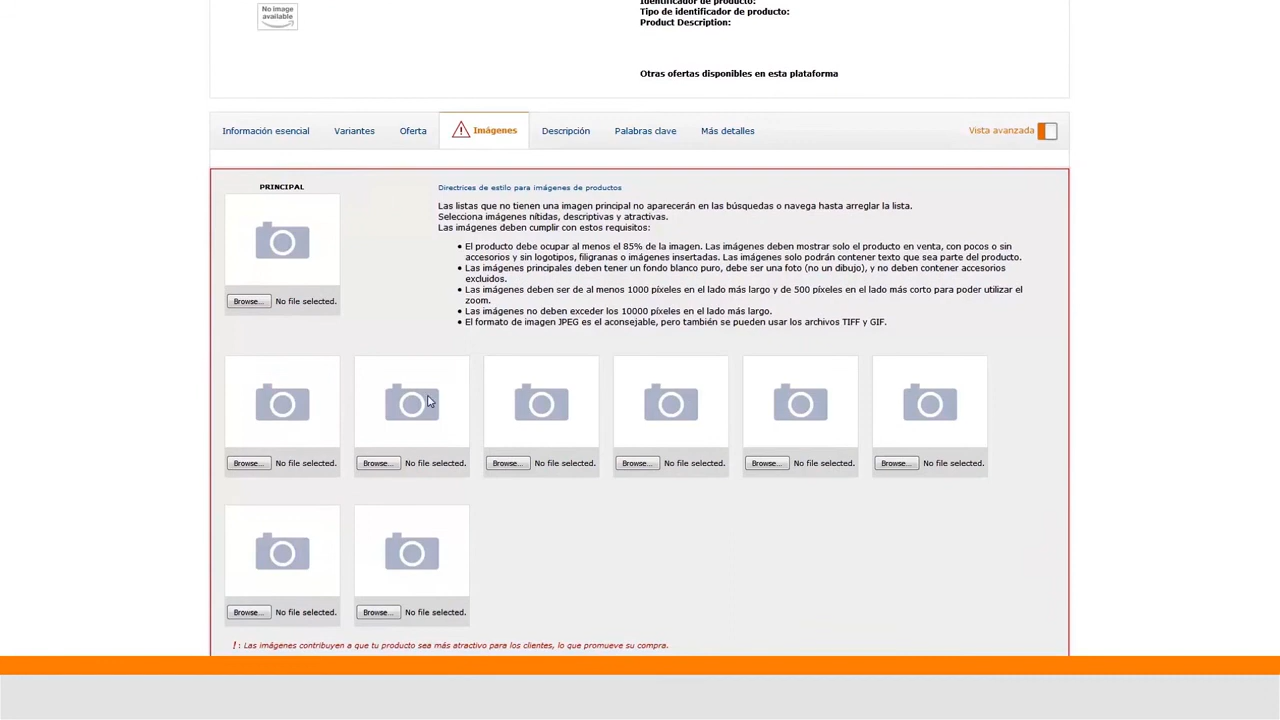 No image
available
Identificador de producto:
Tipo de identificador de producto:
Product Description:
Otras ofertas disponibles en esta plataforma
Información esencial Variantes Oferta Imágenes Descripción Palabras clave Más detalles Vista avanzada
PRINCIPAL
Browse... No file selected.
Directrices de estilo para imágenes de productos
Las listas que no tienen una imagen principal no aparecerán en las búsquedas o navega hasta arreglar la lista.
Selecciona imágenes nítidas, descriptivas y atractivas.
Las imágenes deben cumplir con estos requisitos:
• El producto debe ocupar al menos el 85% de la imagen. Las imágenes deben mostrar solo el producto en venta, con pocos o sin
accesorios y sin logotipos, filigranas o imágenes insertadas. Las imágenes solo podrán contener texto que sea parte del producto.
• Las imágenes principales deben tener un fondo blanco puro, debe ser una foto (no un dibujo), y no deben contener accesorios
excluidos.
• Las imágenes deben ser de al menos 1000 píxeles en el lado más largo y de 500 píxeles en el lado más corto para poder utilizar el
zoom.
• Las imágenes no deben exceder los 10000 píxeles en el lado más largo.
• El formato de imagen JPEG es el aconsejable, pero también se pueden usar los archivos TIFF y GIF.
Browse... No file selected. Browse... No file selected. Browse... No file selected. Browse... No file selected. Browse... No file selected. Browse... No file selected.
Browse... No file selected. Browse... No file selected.
! : Las imágenes contribuyen a que tu producto sea más atractivo para los clientes, lo que promueve su compra.